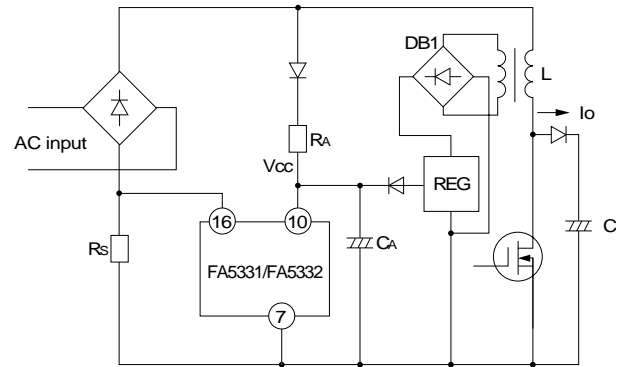 DB1
L
Io
AC input
RA
Vcc
REG
16
10
RS
CA
C
FA5331/FA5332
7